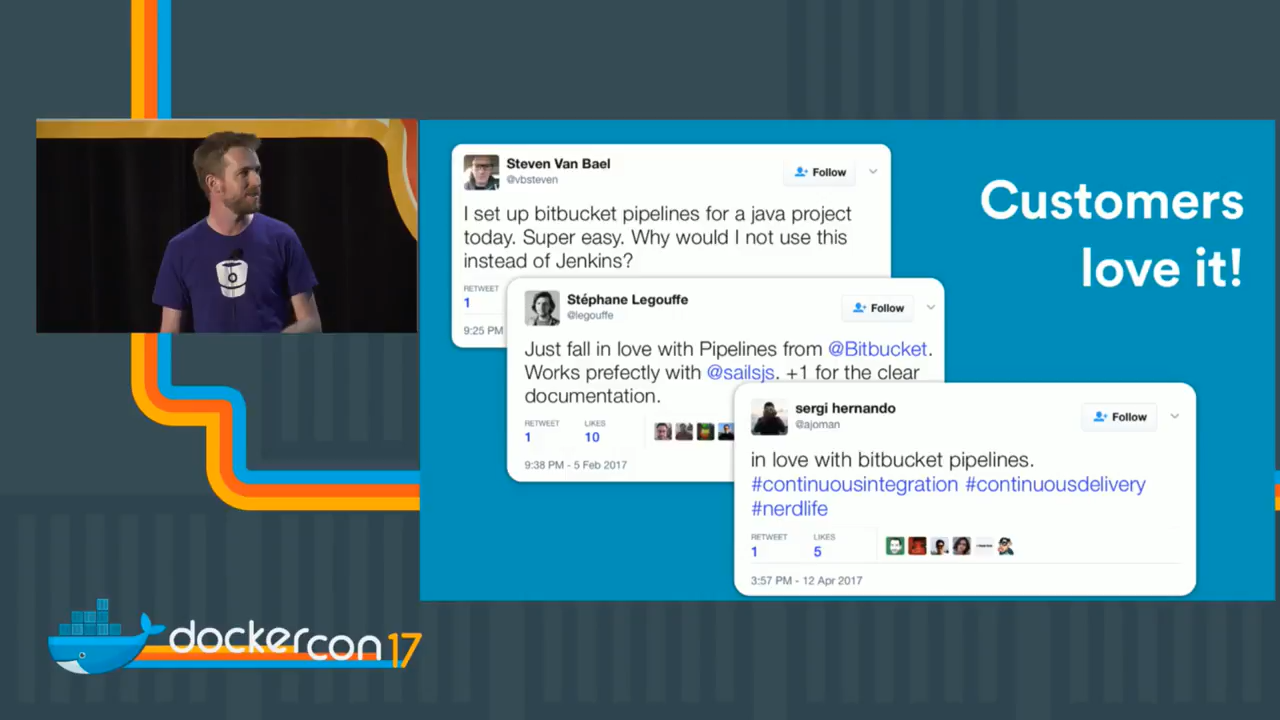 Customers
love it!
Steven Van Bael
@vbsteven
Follow
I set up bitbucket pipelines for a java project
today. Super easy. Why would I not use this
instead of Jenkins?
RETWEET
1
9:25 PM
Stéphane Legouffe
@legouffe
Follow
Just fall in love with Pipelines from @Bitbucket.
Works prefectly with @sailsjs. +1 for the clear
documentation.
RETWEET LIKES
1 10
9:38 PM - 5 Feb 2017
sergi hernando
@ajoman
Follow
in love with bitbucket pipelines.
#continuousintegration #continuousdelivery
#nerdlife
RETWEET LIKES
1 5
3:57 PM - 12 Apr 2017
dockercon 17